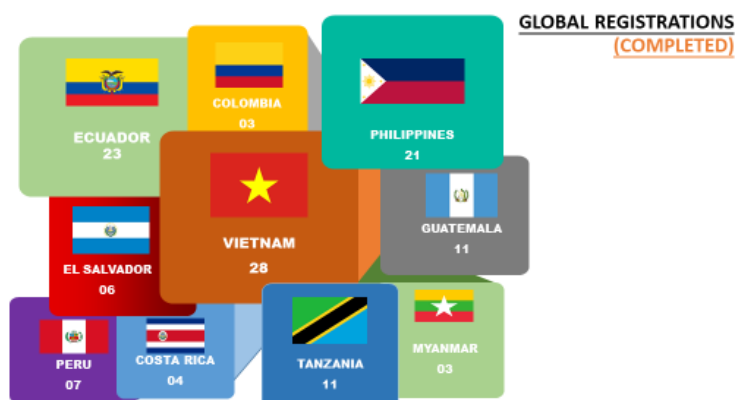 GLOBAL REGISTRATIONS
(COMPLETED)
COLOMBIA
03
ECUADOR
23
PHILIPPINES
21
VIETNAM
28
GUATEMALA
11
EL SALVADOR
06
PERU
07
COSTA RICA
04
TANZANIA
11
MYANMAR
03